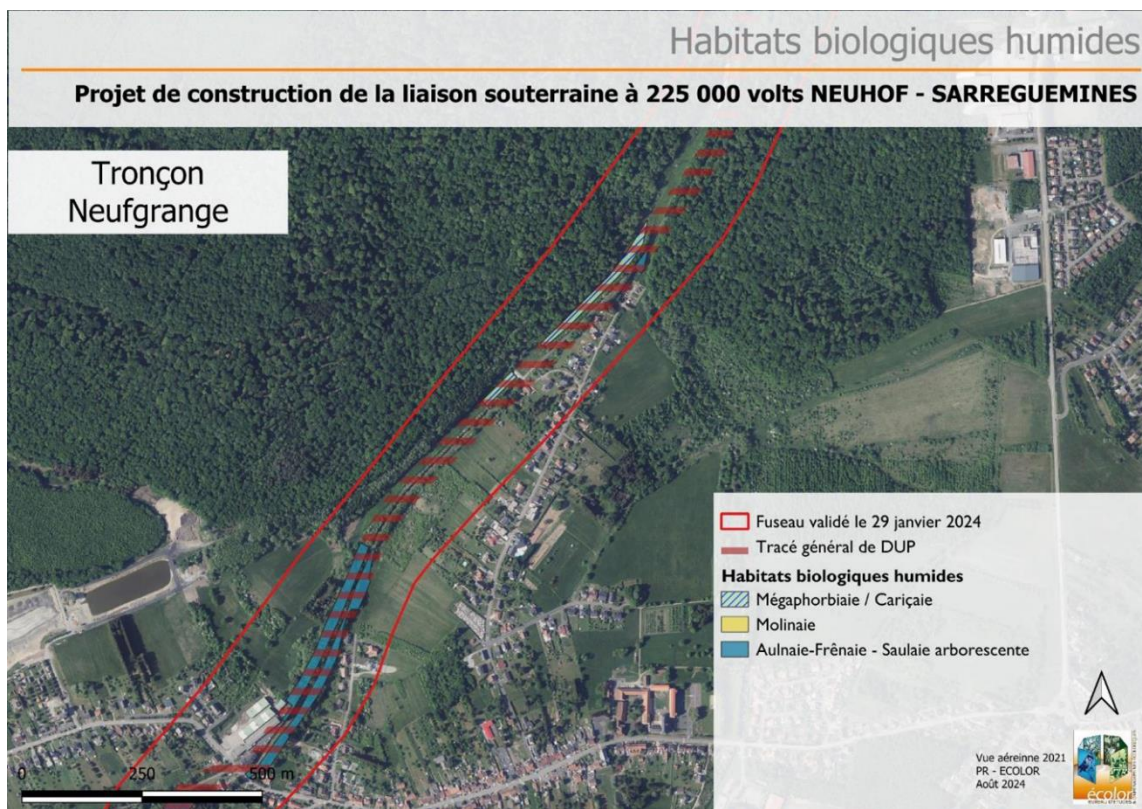 Habitats biologiques humides
Projet de construction de la liaison souterraine à 225 000 volts NEUHOF - SARREGUEMINES
Tronçon
Neufgrange
Fuseau validé le 29 janvier 2024
Tracé général de DUP
Habitats biologiques humides
Mégaphorbiaie / Cariçaie
Molinaie
Aulnaie-Frênaie - Saulaie arborescente
Vue aéreinne 2021
PR - ECOLOR
Août 2024
écolor
0 250 500 m